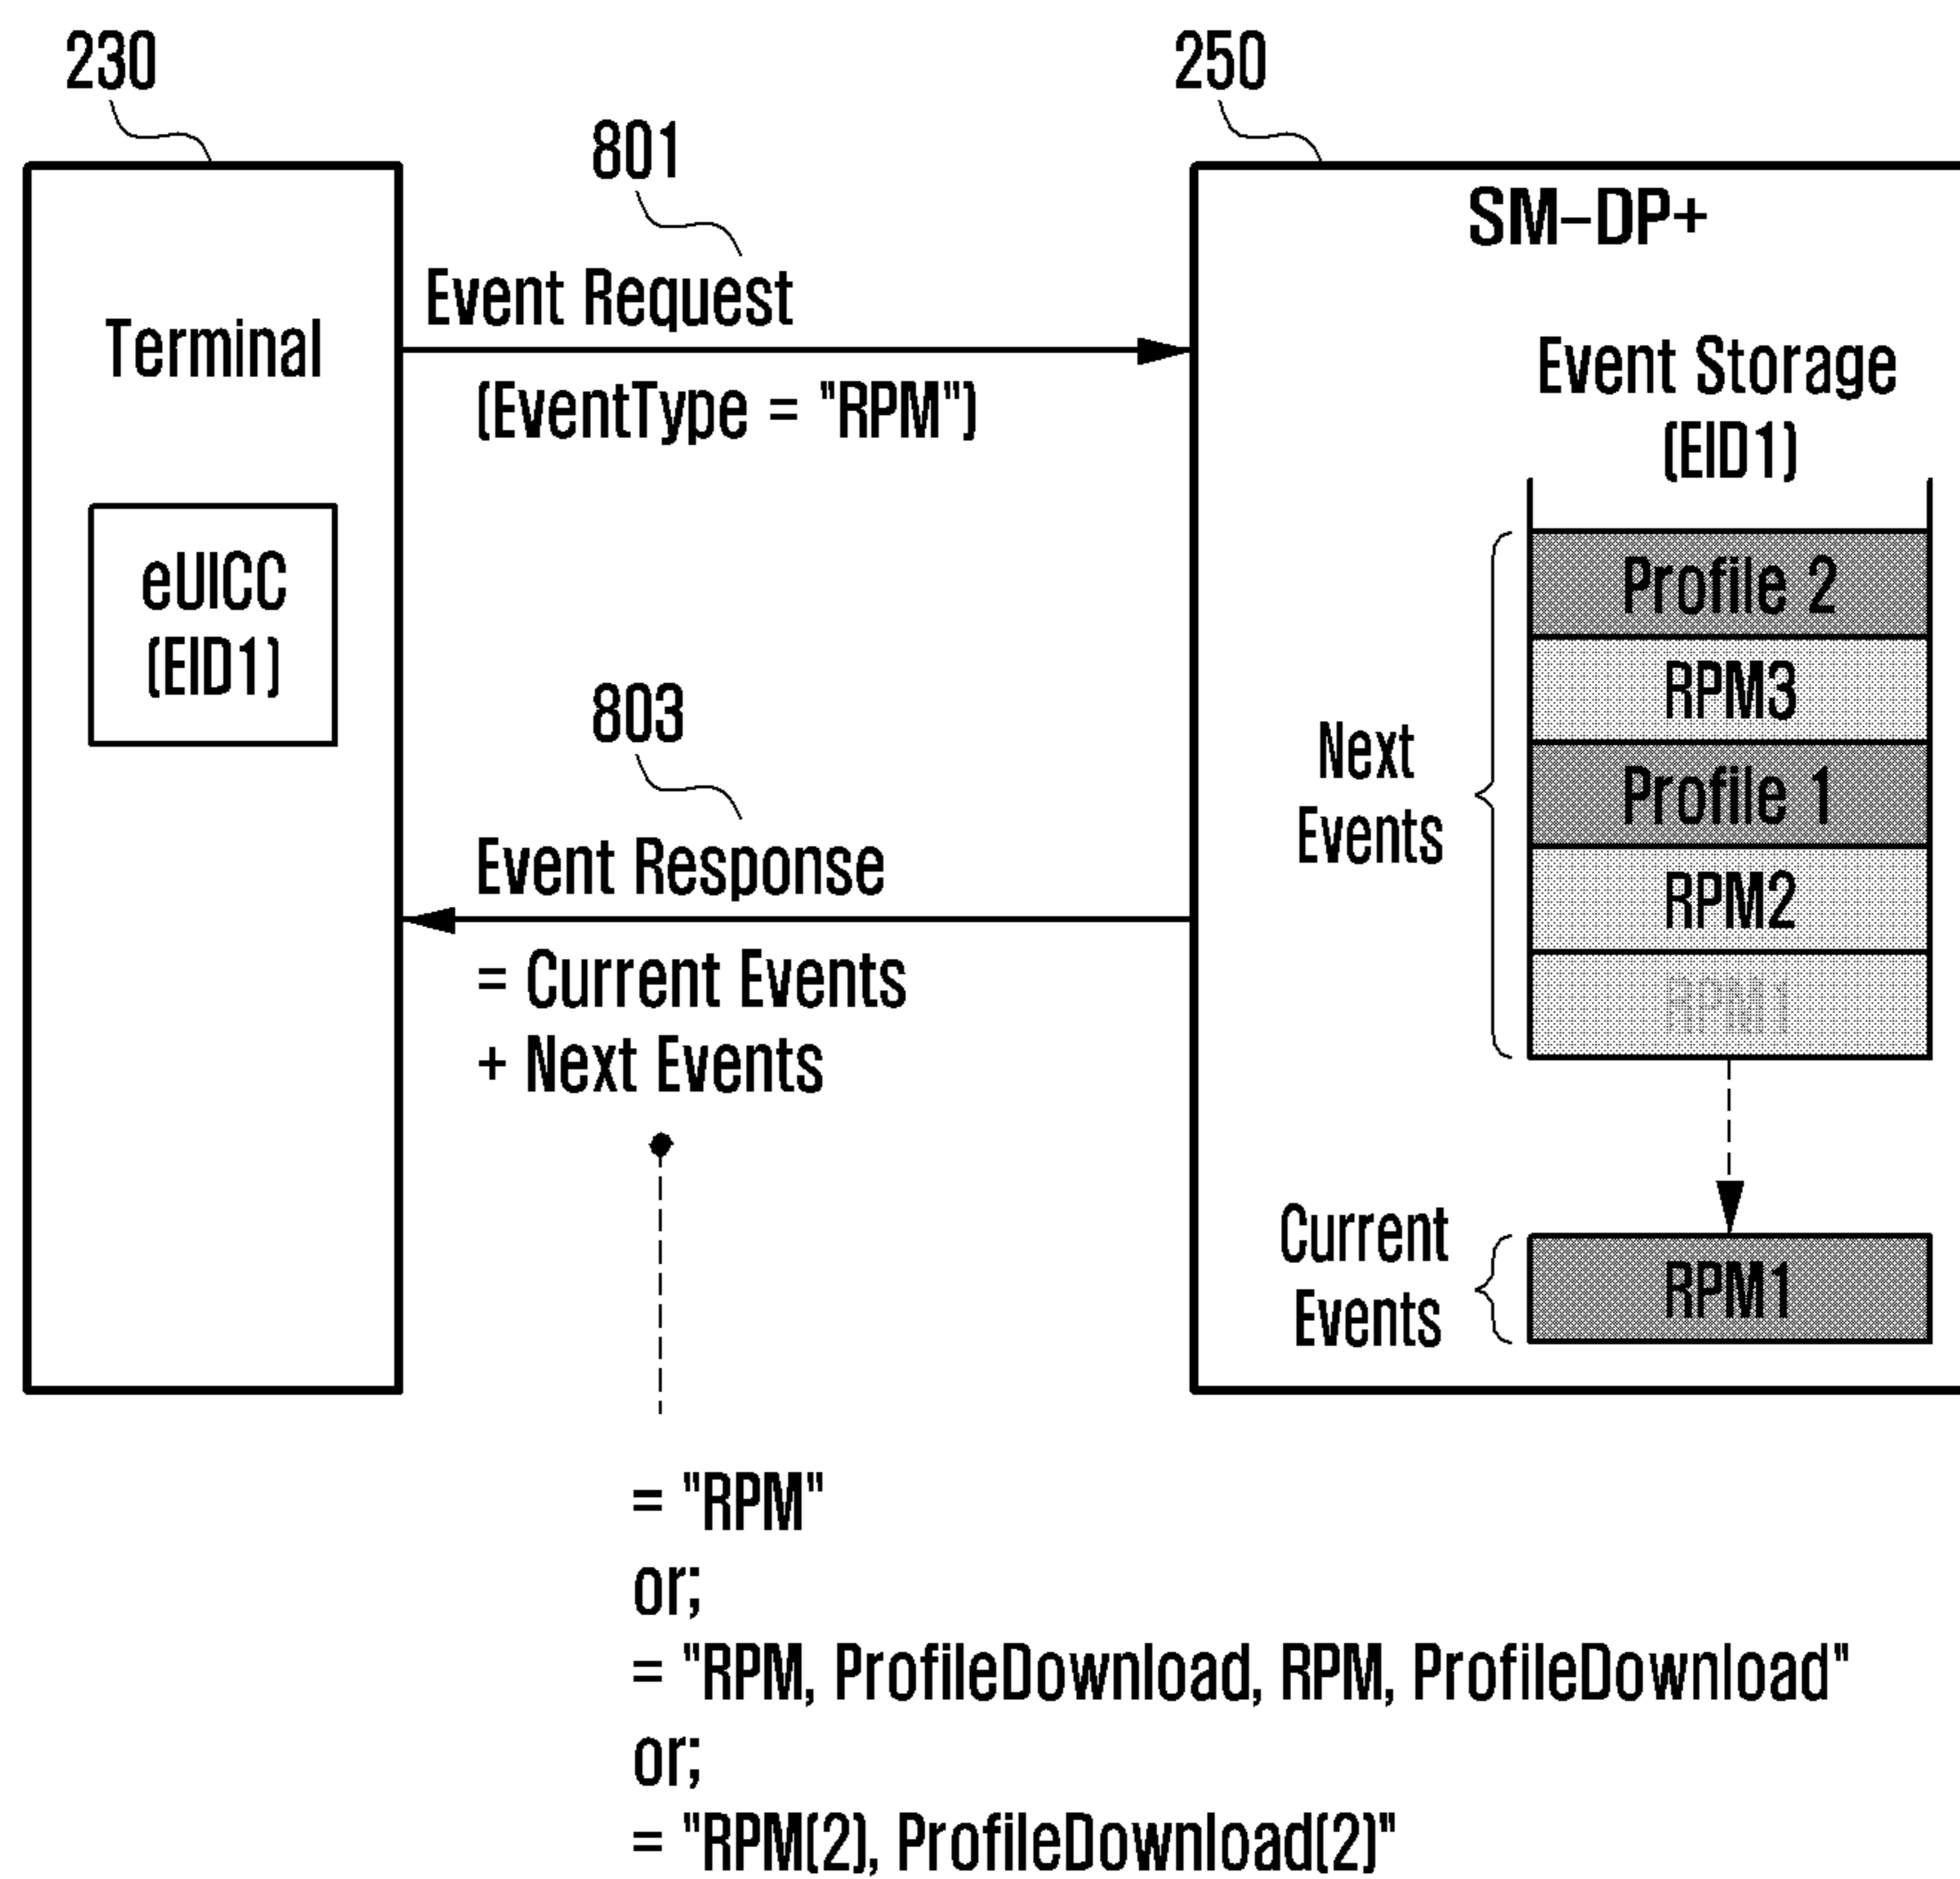 230
250
801
SM-DP+
Event Request
Terminal
(EventType = "RPM")
Event Storage
(EID1)
eUICC
(EID1)
Profile 2
RPM3
Profile 1
RPM2
RPM1
Next
Events
803
Event Response
= Current Events
+ Next Events
Current
Events
RPM1
= "RPM"
or;
= "RPM, ProfileDownload, RPM, ProfileDownload"
or;
= "RPM(2), ProfileDownload(2)"